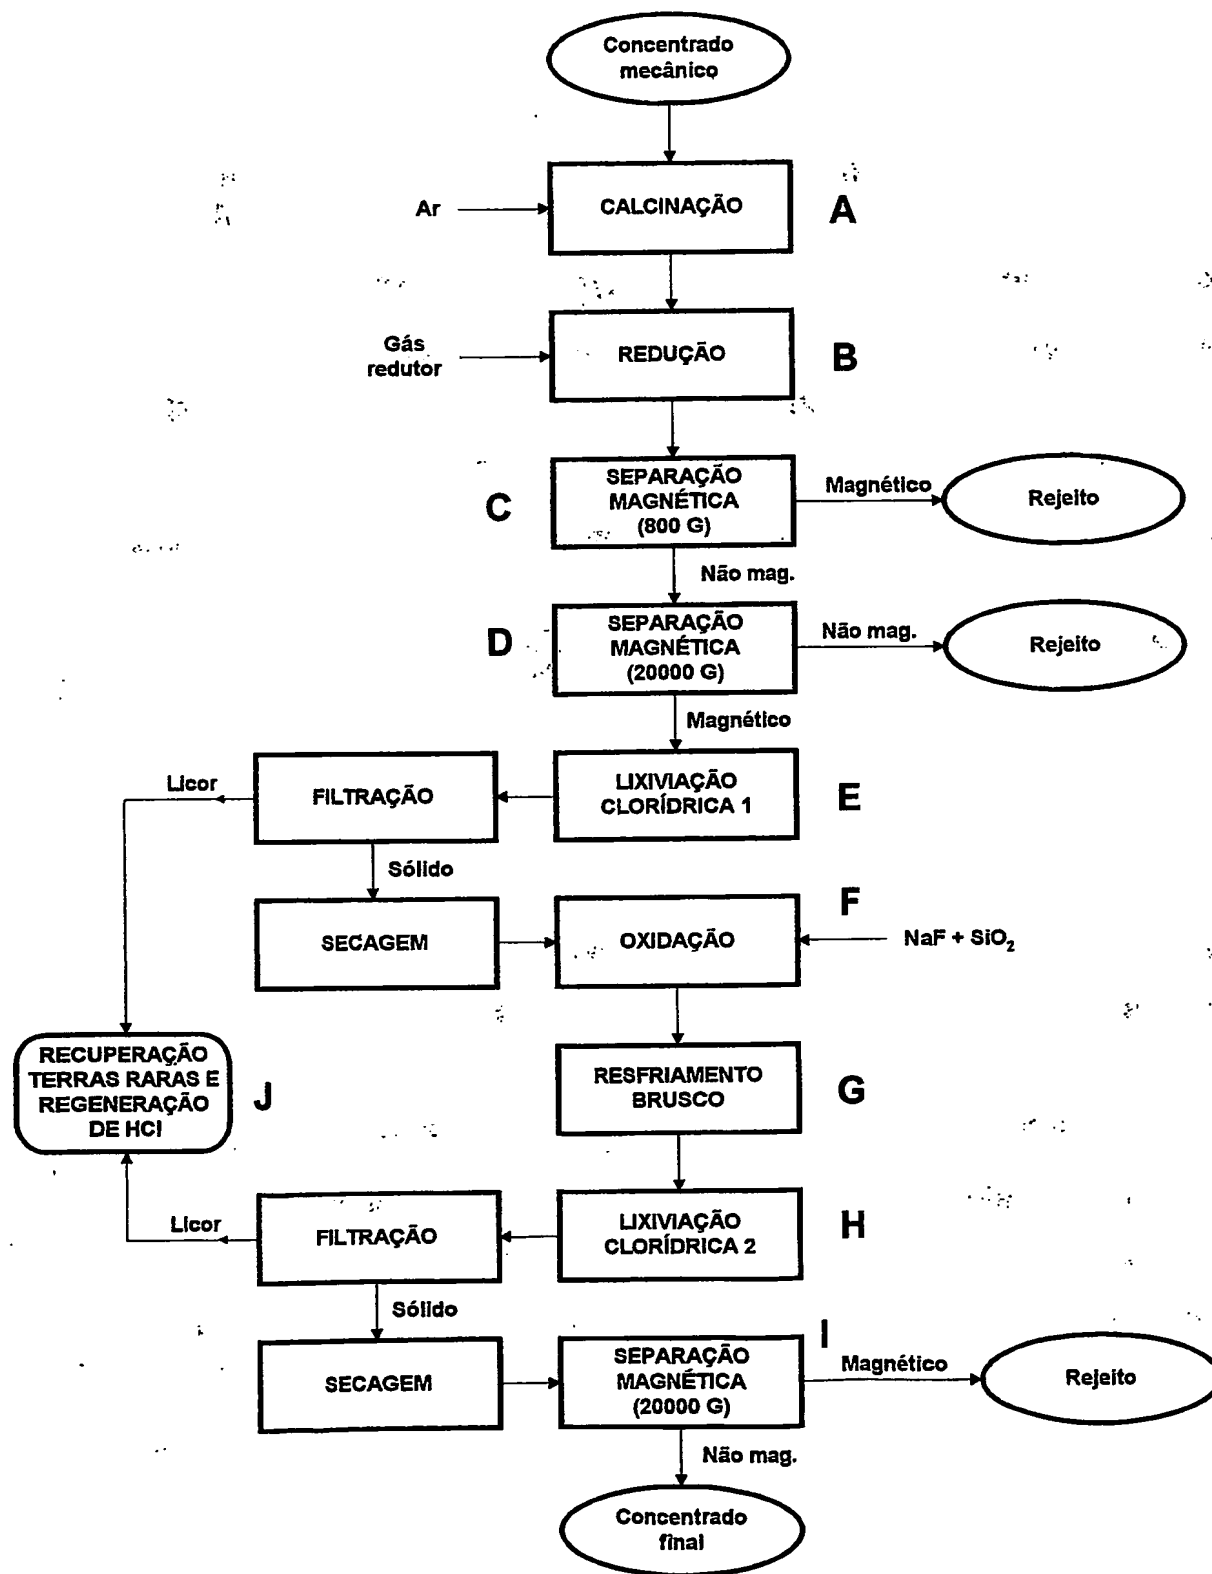 Concentrado
mecânico
Ar
CALCINAÇÃO
A
Gás
redutor
REDUÇÃO
B
C
SEPARAÇÃO
MAGNÉTICA
(800 G)
Magnético
Rejeito
Não mag.
D
SEPARAÇÃO
MAGNÉTICA
(20000 G)
Não mag.
Rejeito
Magnético
Licor
FILTRAÇÃO
LIXIVIAÇÃO
CLORÍDRICA 1
E
Sólido
SECAGEM
OXIDAÇÃO
F
NaF + SiO₂
RECUPERAÇÃO
TERRAS RARAS E
REGENERAÇÃO
DE HCl
J
RESFRIAMENTO
BRUSCO
G
Licor
FILTRAÇÃO
LIXIVIAÇÃO
CLORÍDRICA 2
H
Sólido
SECAGEM
SEPARAÇÃO
MAGNÉTICA
(20000 G)
I
Magnético
Rejeito
Não mag.
Concentrado
final